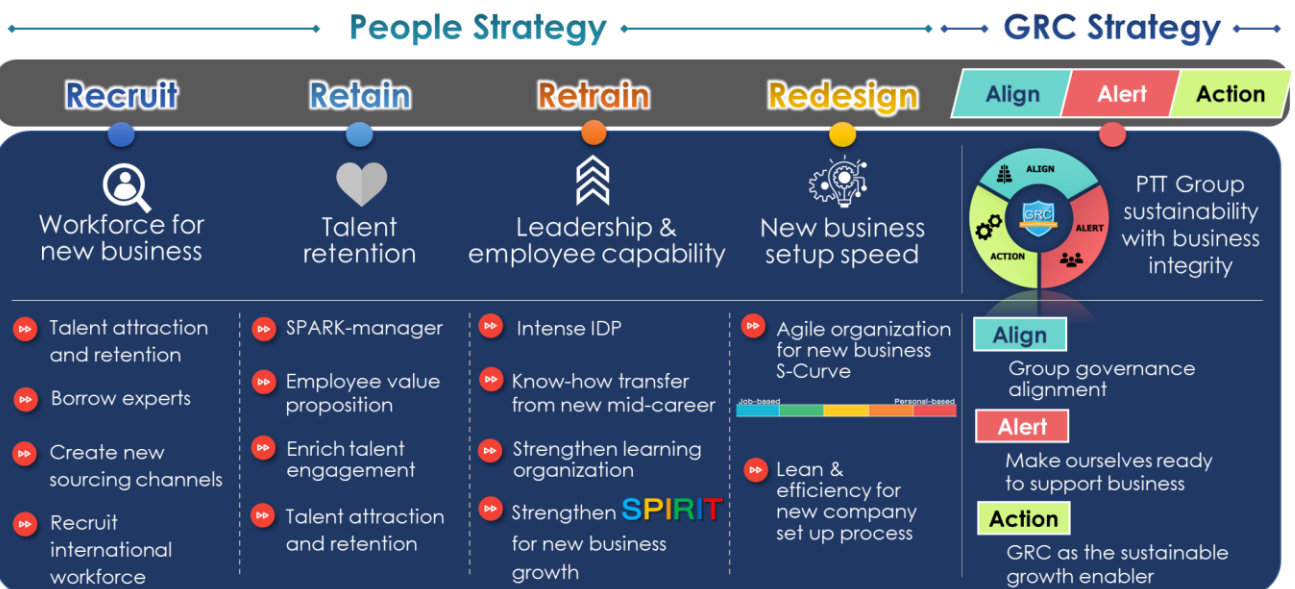 People Strategy
GRC Strategy
Recruit
Retain
Retrain
Redesign
Align
Alert
Action
Workforce for
new business
Talent
retention
Leadership &
employee capability
New business
setup speed
ALIGN
GRC
ALERT
ACTION
PTT Group
sustainability
with business
integrity
Talent attraction
and retention
Borrow experts
Create new
sourcing channels
Recruit
international
workforce
SPARK-manager
Employee value
proposition
Enrich talent
engagement
Talent attraction
and retention
Intense IDP
Know-how transfer
from new mid-career
Strengthen learning
organization
Strengthen SPIRIT
for new business
growth
Agile organization
for new business
S-Curve
Job-based
Personal-based
Lean &
efficiency for
new company
set up process
Align
Group governance
alignment
Alert
Make ourselves ready
to support business
Action
GRC as the sustainable
growth enabler